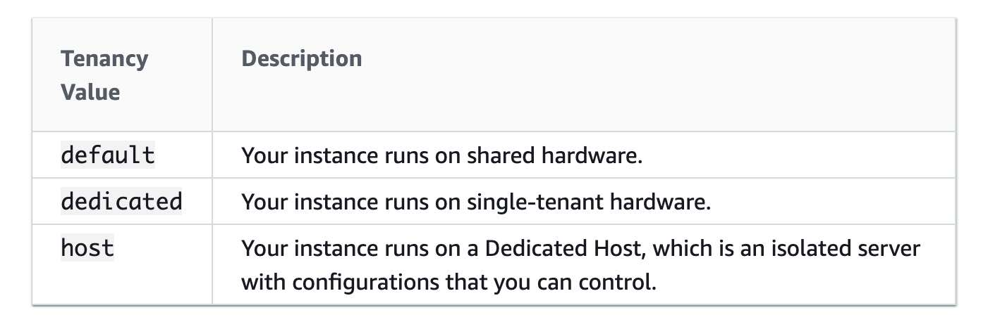 Tenancy
Value
Description
default
Your instance runs on shared hardware.
dedicated
Your instance runs on single-tenant hardware.
host
Your instance runs on a Dedicated Host, which is an isolated server
with configurations that you can control.